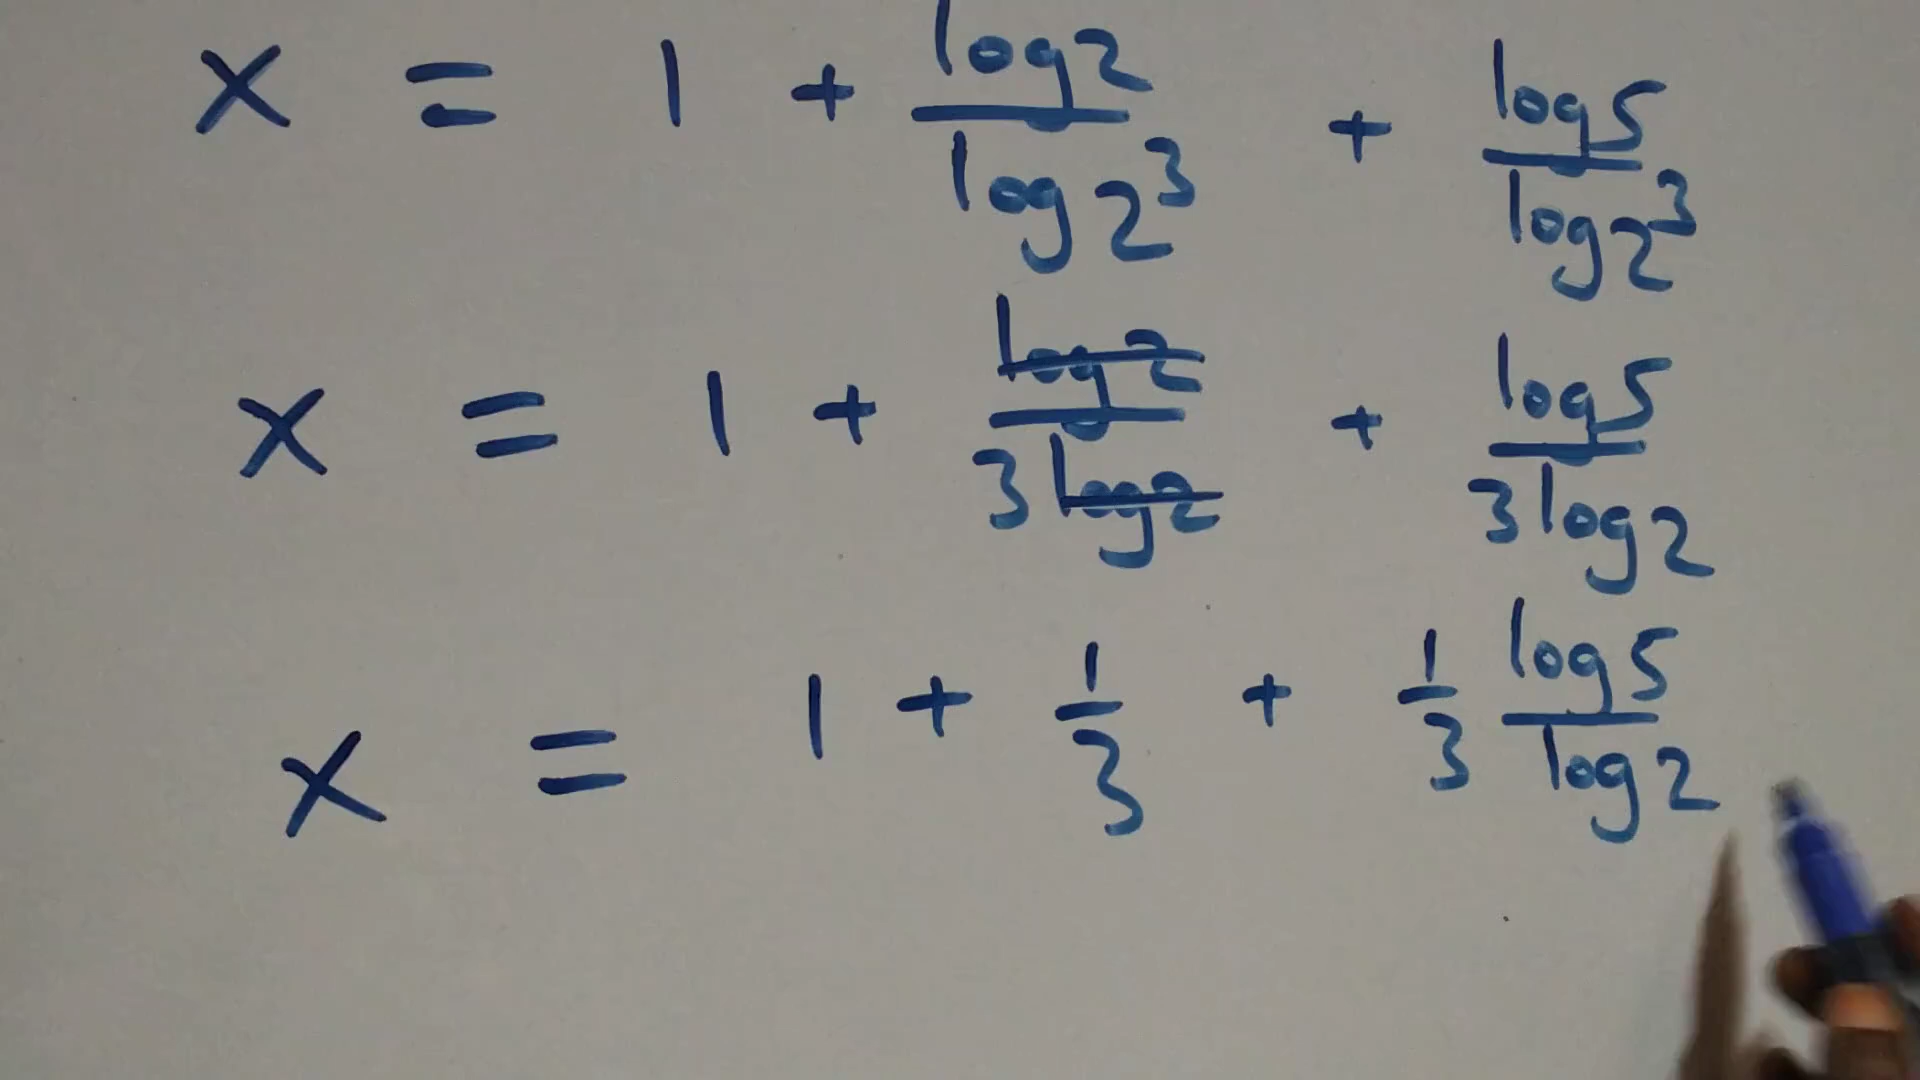 x = 1 + log2/log2³ + log5/log2³
x = 1 + log2/3log2 + log5/3log2
x = 1 + 1/3 + 1/3 log5/log2